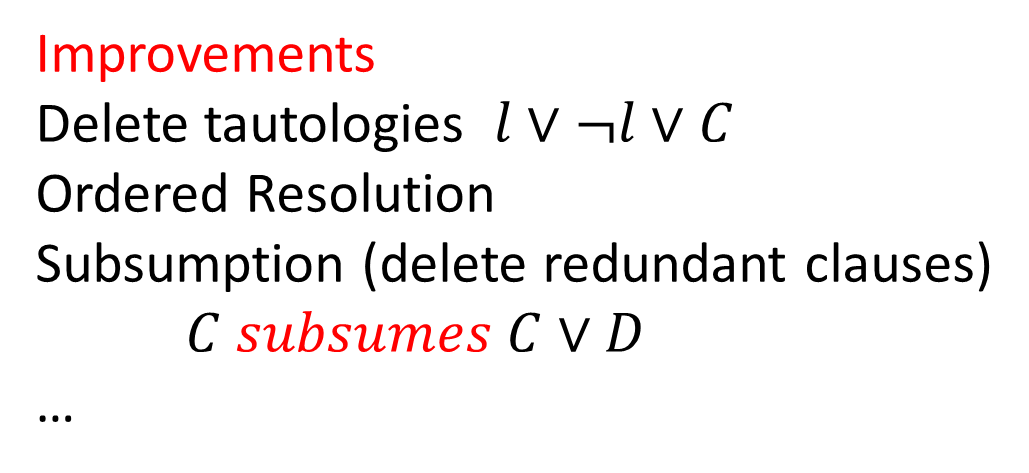 Improvements
Delete tautologies l ∨ ¬l ∨ C
Ordered Resolution
Subsumption (delete redundant clauses)
C subsumes C ∨ D
…